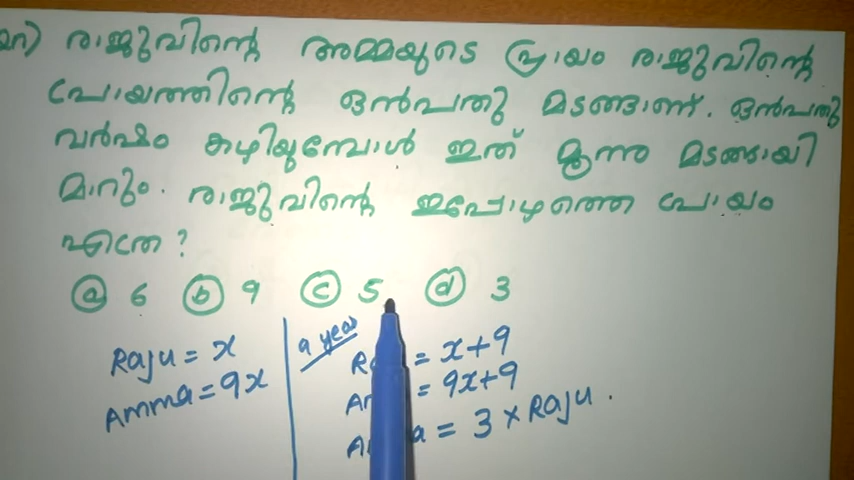 രാജുവിന്റെ അമ്മയുടെ പ്രായം രാജുവിന്റെ
പ്രായത്തിന്റെ ഒൻപതു മടങ്ങാണ്. ഒൻപതു
വർഷം കഴിയുമ്പോൾ ഇത് മൂന്നു മടങ്ങായി
മാറും. രാജുവിന്റെ ഇപ്പോഴത്തെ പ്രായം
എത്ര?
ⓐ 6 ⓑ 9 ⓒ 5 ⓓ 3
Raju = x
Amma = 9x
9 year
= x+9
= 9x+9
= 3 × Raju.